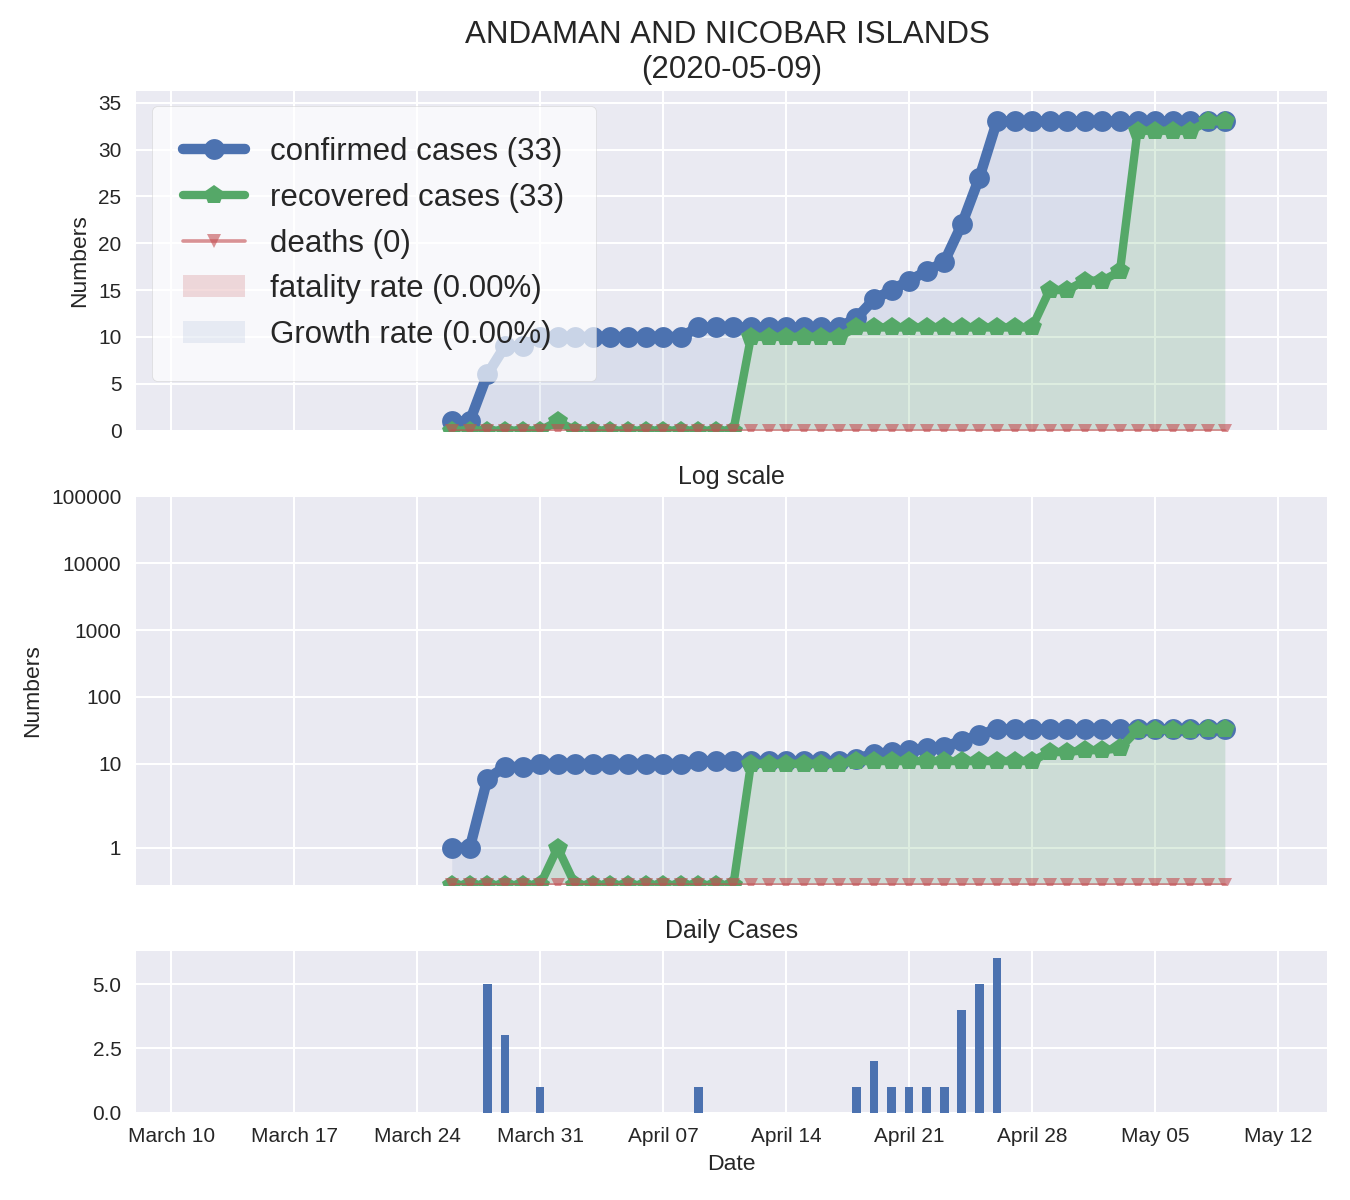 ANDAMAN AND NICOBAR ISLANDS
(2020-05-09)
35
30
25
20
15
10
5
0
Numbers
confirmed cases (33)
recovered cases (33)
deaths (0)
fatality rate (0.00%)
Growth rate (0.00%)
Log scale
100000
10000
1000
100
10
1
Numbers
Daily Cases
5.0
2.5
0.0
March 10 March 17 March 24 March 31 April 07 April 14 April 21 April 28 May 05 May 12
Date